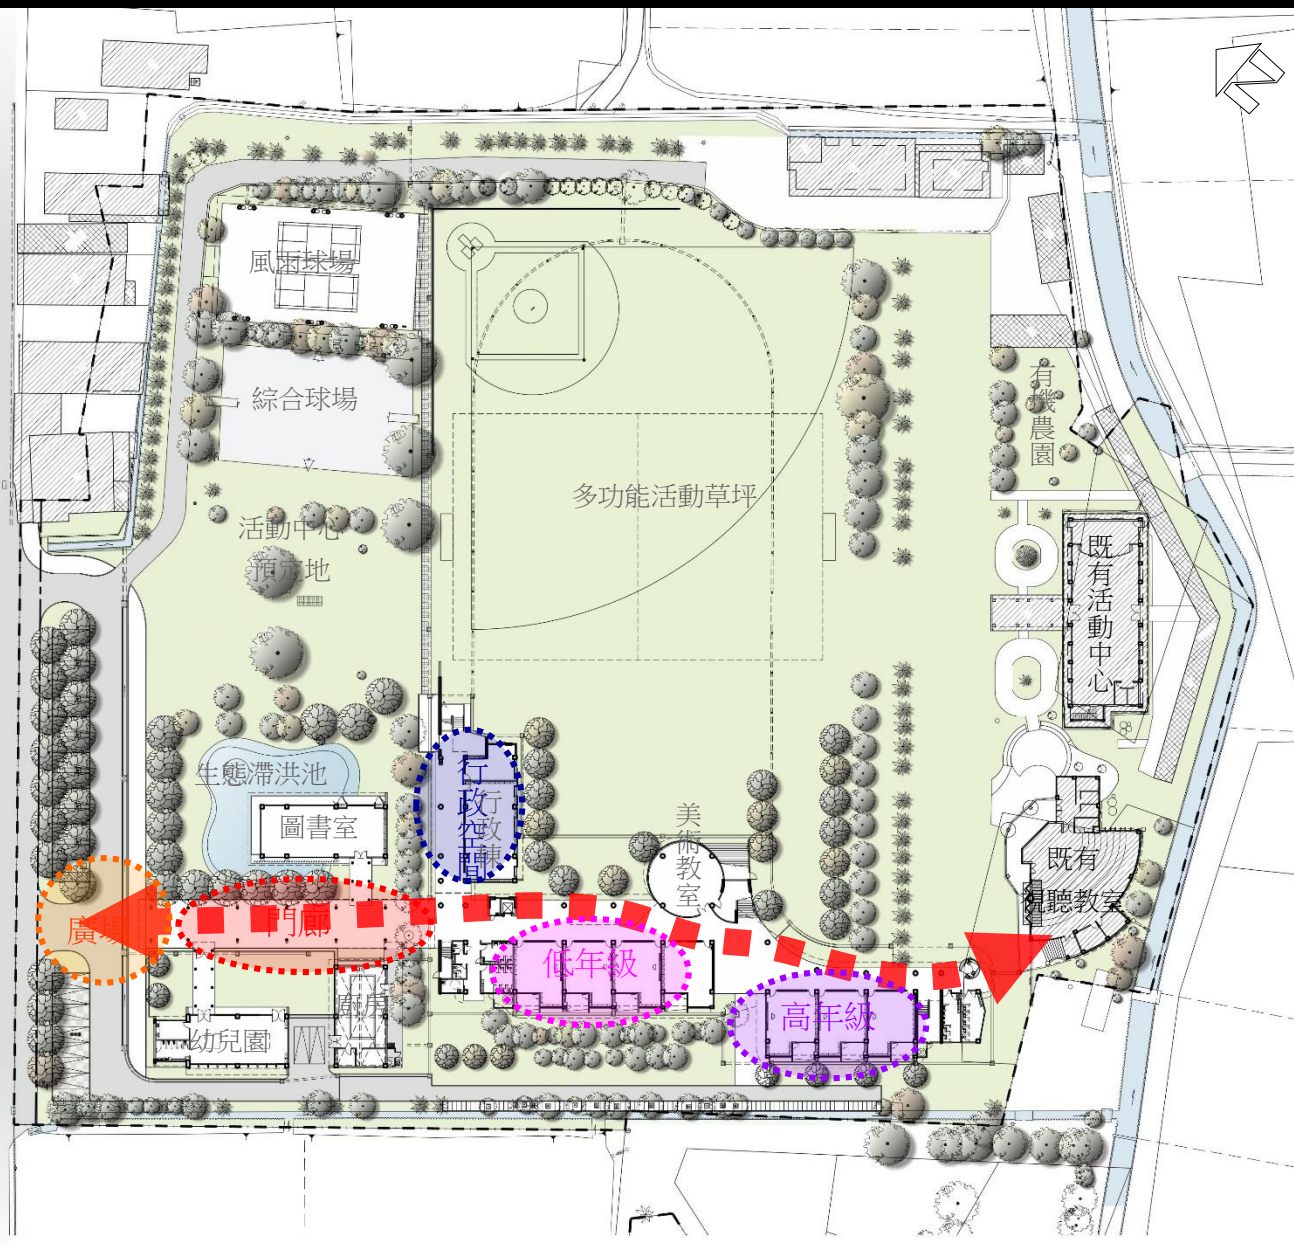 風雨球場
綜合球場
有機農園
多功能活動草坪
活動中心
預定地
既有活動中心
生態滯洪池
圖書室
行政空間
行政棟
美術教室
既有
視聽教室
廣場
門廊
低年級
高年級
廚房
幼兒園